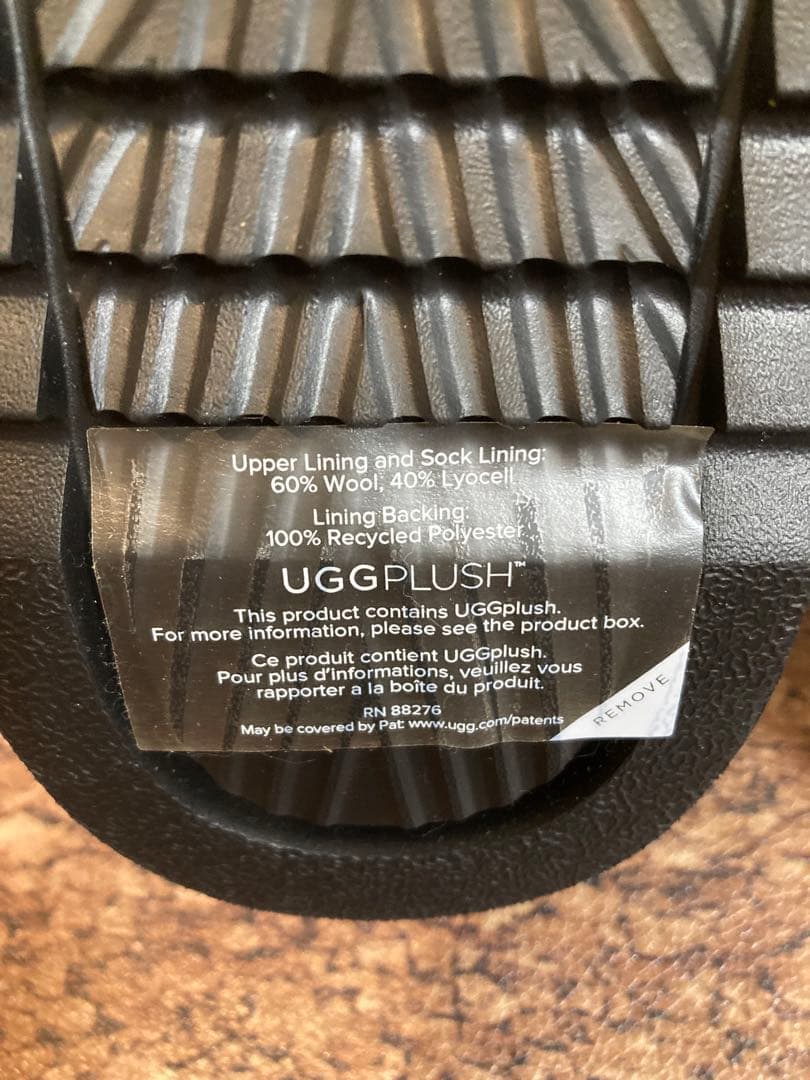 Upper Lining and Sock Lining:
60% Wool, 40% Lyocell
Lining Backing:
100% Recycled Polyester
UGGPLUSH™
This product contains UGGplush.
For more information, please see the product box.
Ce produit contient UGGplush.
Pour plus d'informations, veuillez vous
rapporter a la boîte du produit.
RN 88276
May be covered by Pat: www.ugg.com/patents
REMOVE